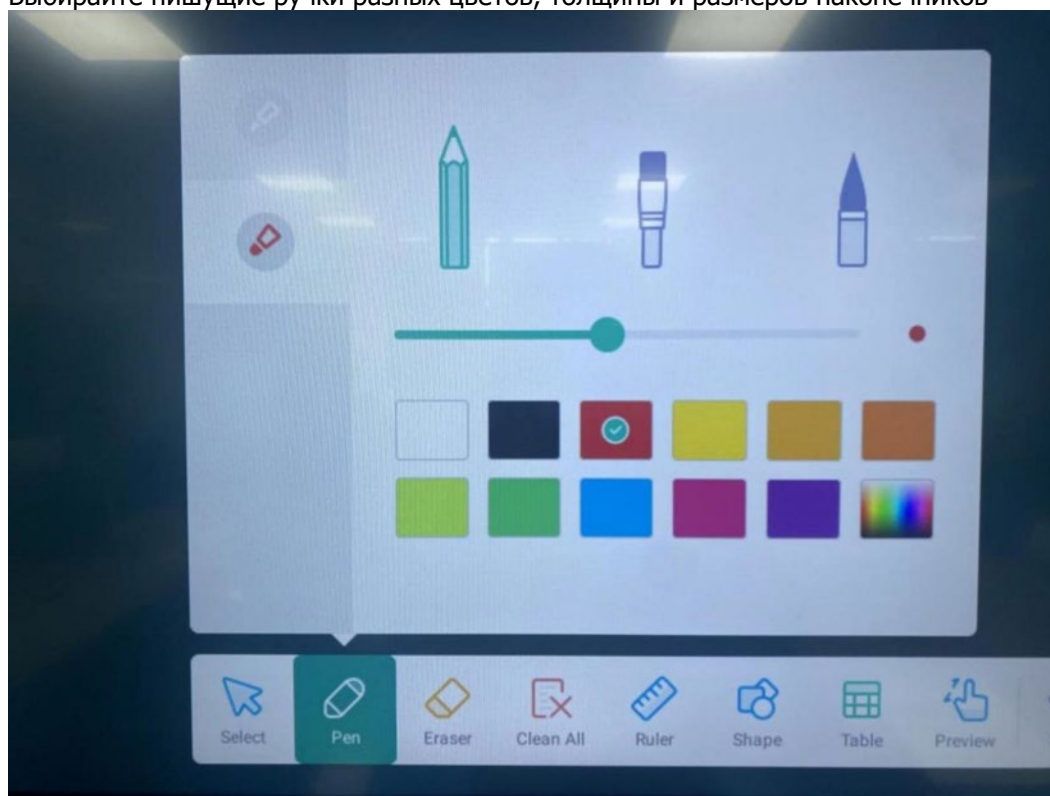 Выбирайте пишущие ручки разных цветов, толщины и размеров наконечников
Select
Pen
Eraser
Clean All
Ruler
Shape
Table
Preview